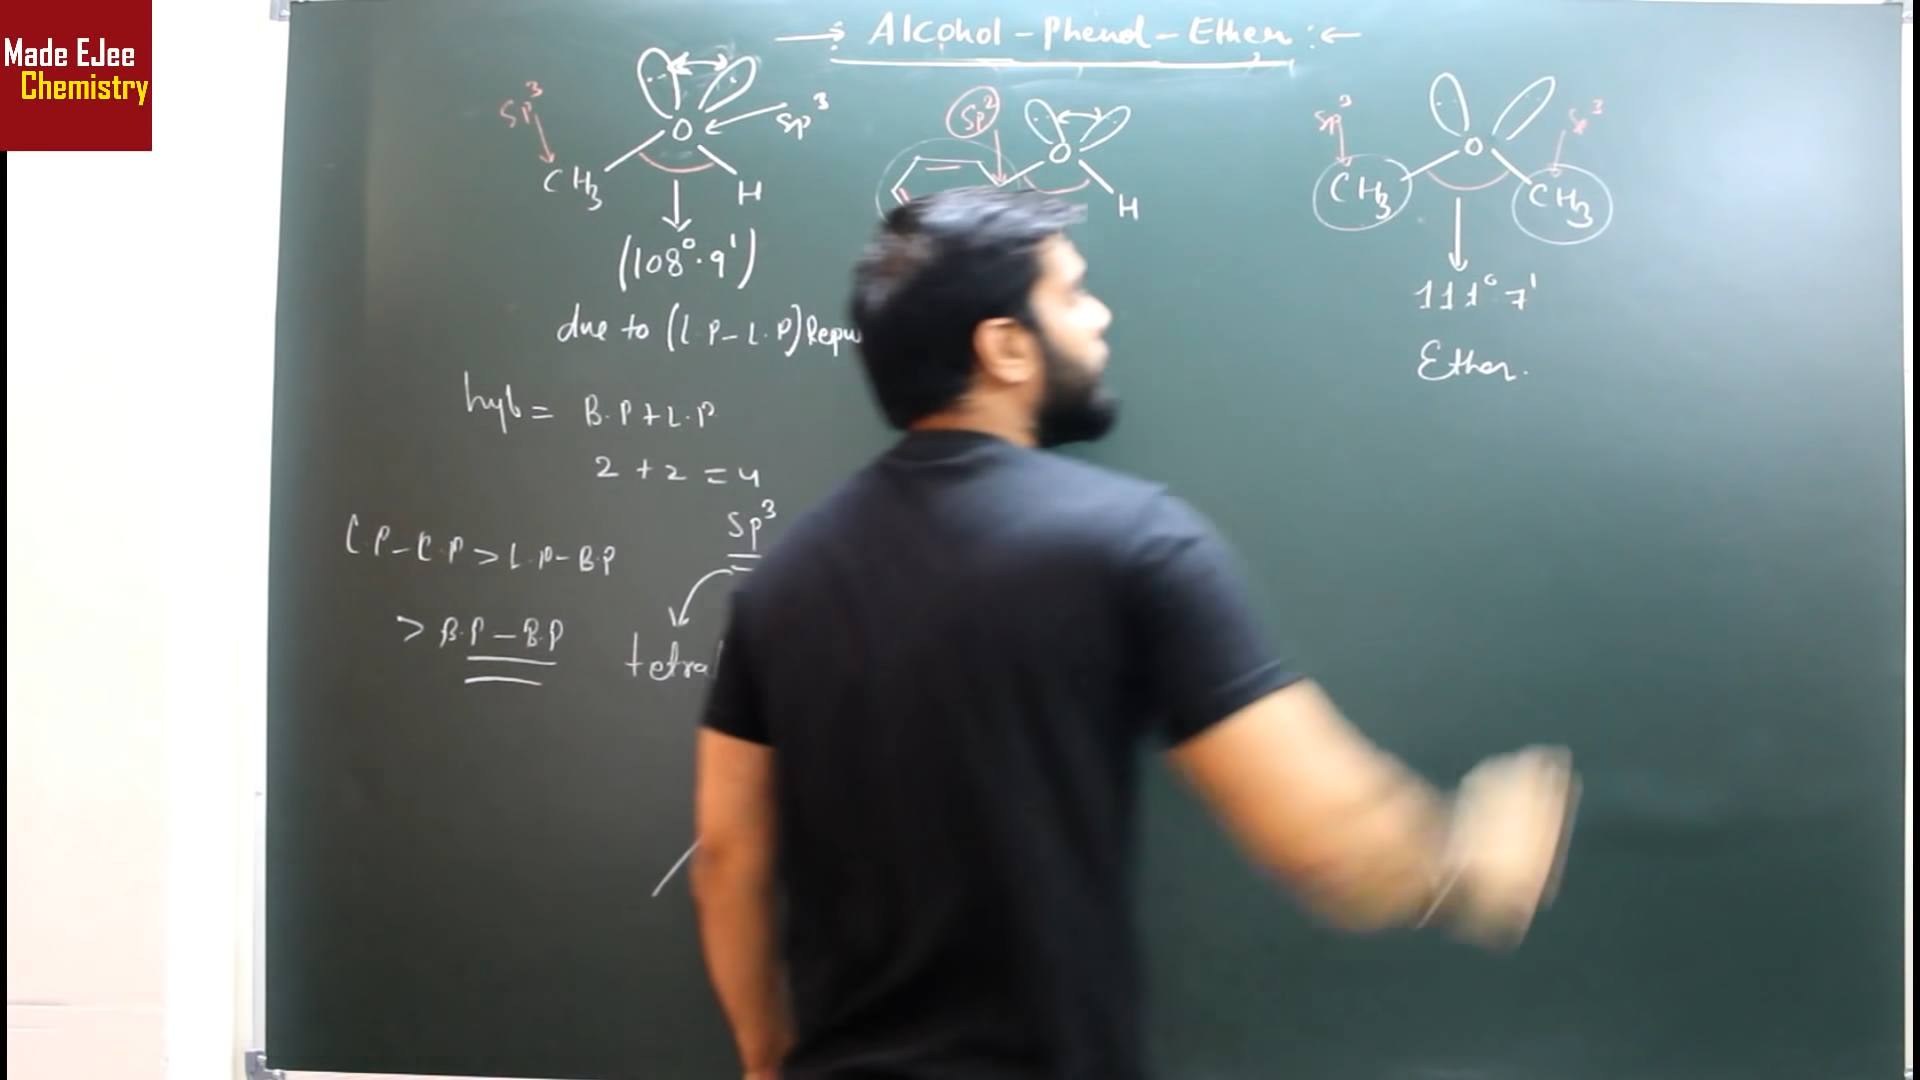 Made EJee
Chemistry
Alcohol - Phenol - Ether :
sp³
sp³
O
CH₃
H
(108°.9')
due to (L.P - L.P) Repu
hyb = B.P + L.P
2 + 2 = 4
sp³
L.P - L.P > L.P - B.P
> B.P - B.P
tetra
sp²
O
H
sp³
sp³
O
CH₃
CH₃
111°.7'
Ether.